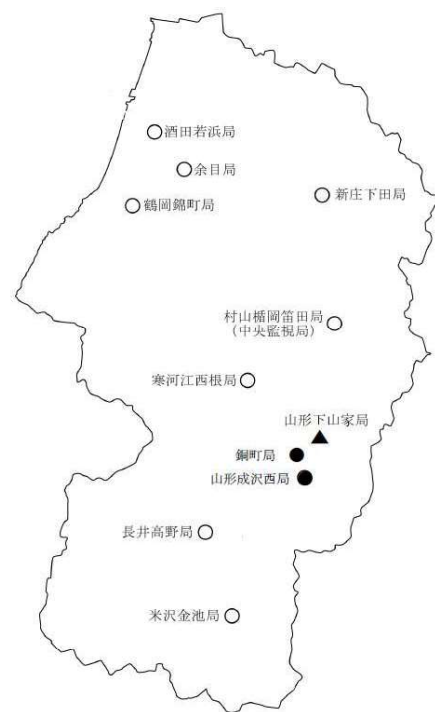 酒田若浜局
余目局
鶴岡錦町局
新庄下田局
村山楯岡笛田局
（中央監視局）
寒河江西根局
山形下山家局
銅町局
山形成沢西局
長井高野局
米沢金池局